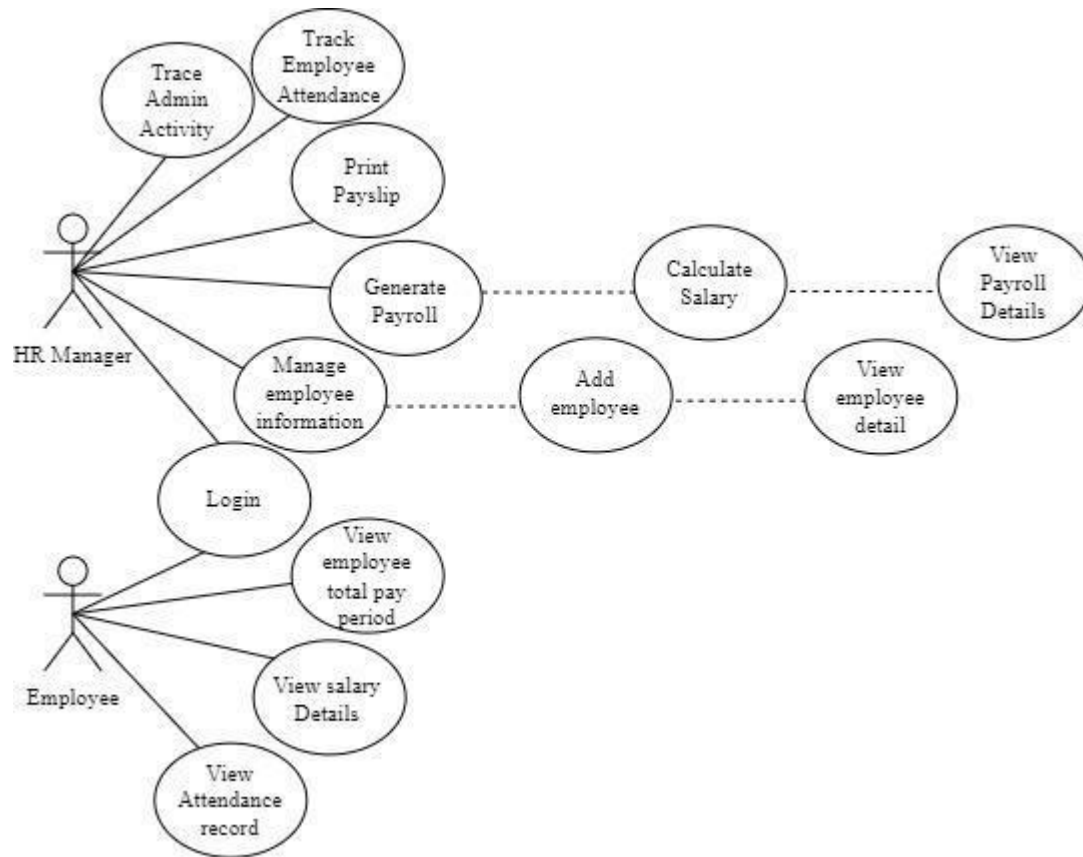 Track
Employee
Attendance
Trace
Admin
Activity
Print
Payslip
HR Manager
Generate
Payroll
Calculate
Salary
View
Payroll
Details
Manage
employee
information
Add
employee
View
employee
detail
Login
View
employee
total pay
period
Employee
View salary
Details
View
Attendance
record